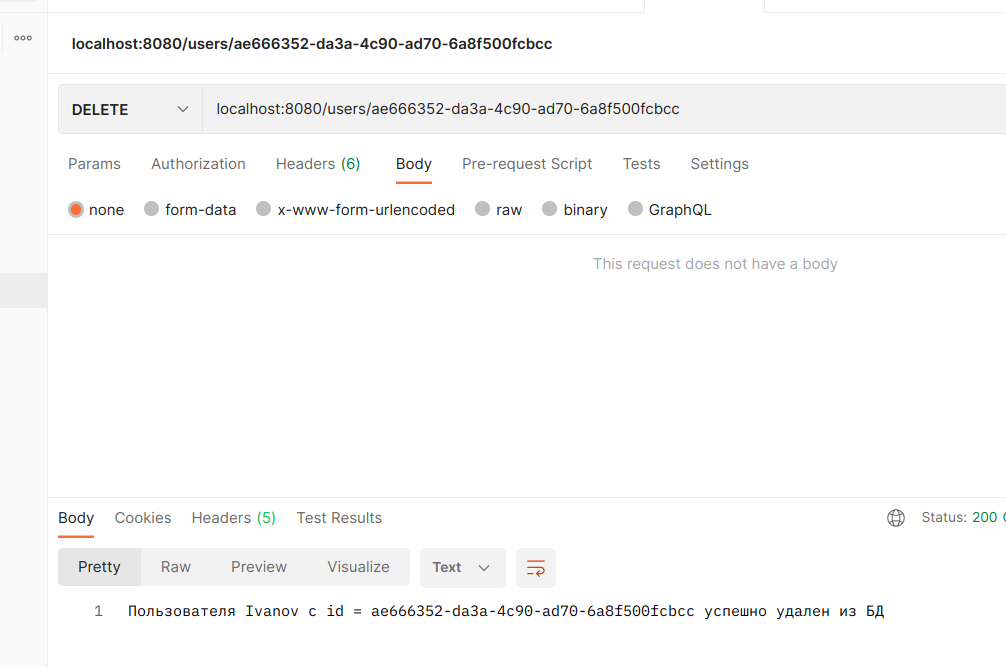 localhost:8080/users/ae666352-da3a-4c90-ad70-6a8f500fcbcc
DELETE localhost:8080/users/ae666352-da3a-4c90-ad70-6a8f500fcbcc
Params Authorization Headers (6) Body Pre-request Script Tests Settings
none form-data x-www-form-urlencoded raw binary GraphQL
This request does not have a body
Body Cookies Headers (5) Test Results Status: 200
Pretty Raw Preview Visualize Text
1 Пользователя Ivanov с id = ae666352-da3a-4c90-ad70-6a8f500fcbcc успешно удален из БД